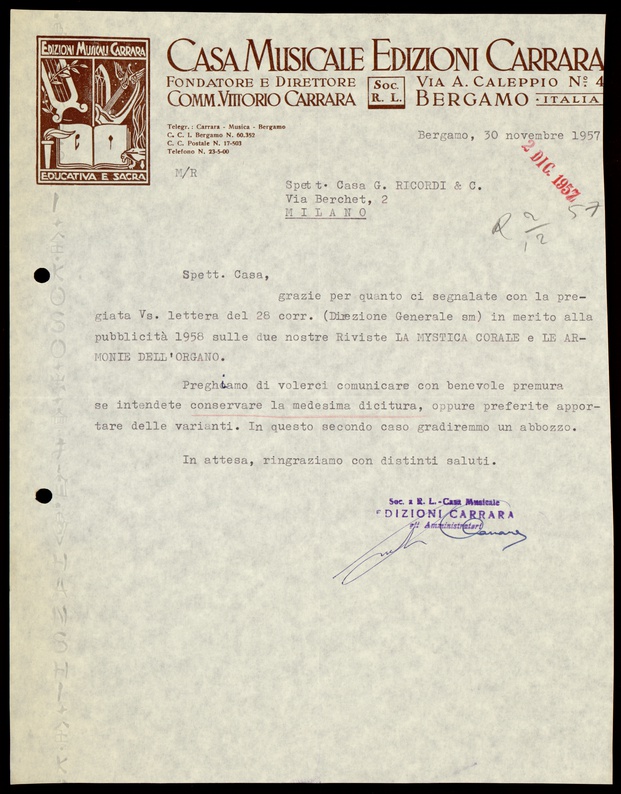 EDIZIONI MUSICALI CARRARA
EDUCATIVA E SACRA
CASA MUSICALE EDIZIONI CARRARA
FONDATORE E DIRETTORE
COMM. VITTORIO CARRARA
Soc.
R. L.
VIA A. CALEPPIO No. 4
BERGAMO · ITALIA
Telegr.: Carrara - Musica - Bergamo
C. C. I. Bergamo N. 60.352
C. C. Postale N. 17-503
Telefono N. 23-5-00
Bergamo, 30 novembre 1957
2 DIC. 1957
M/R
Spett. Casa G. RICORDI & C.
Via Berchet, 2
MILANO
R 2/12 57
Spett. Casa,
grazie per quanto ci segnalate con la pre-
giata Vs. lettera del 28 corr. (Direzione Generale sm) in merito alla
pubblicità 1958 sulle due nostre Riviste LA MYSTICA CORALE e LE AR-
MONIE DELL'ORGANO.
Preghiamo di volerci comunicare con benevole premura
se intendete conservare la medesima dicitura, oppure preferite appor-
tare delle varianti. In questo secondo caso gradiremmo un abbozzo.
In attesa, ringraziamo con distinti saluti.
Soc. a R. L. - Casa Musicale
EDIZIONI CARRARA
Amministratori
Carrara